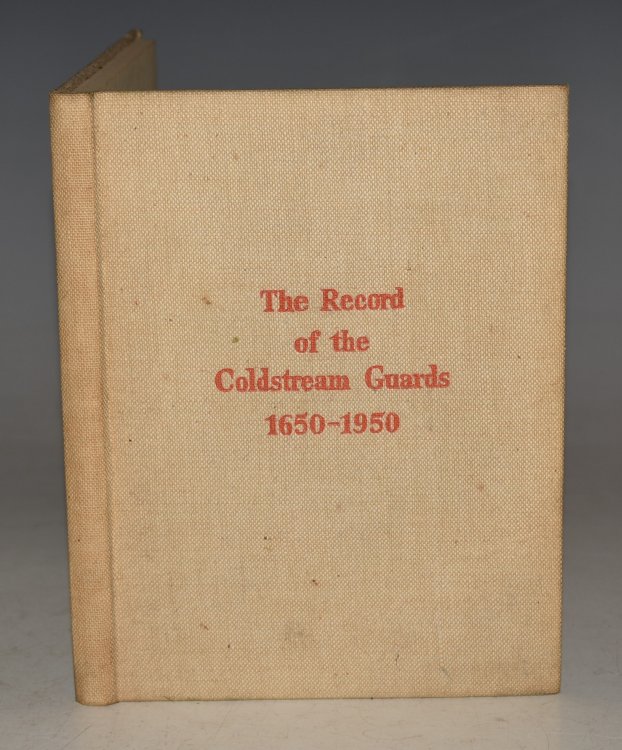 The Record
of the
Coldstream Guards
1650-1950